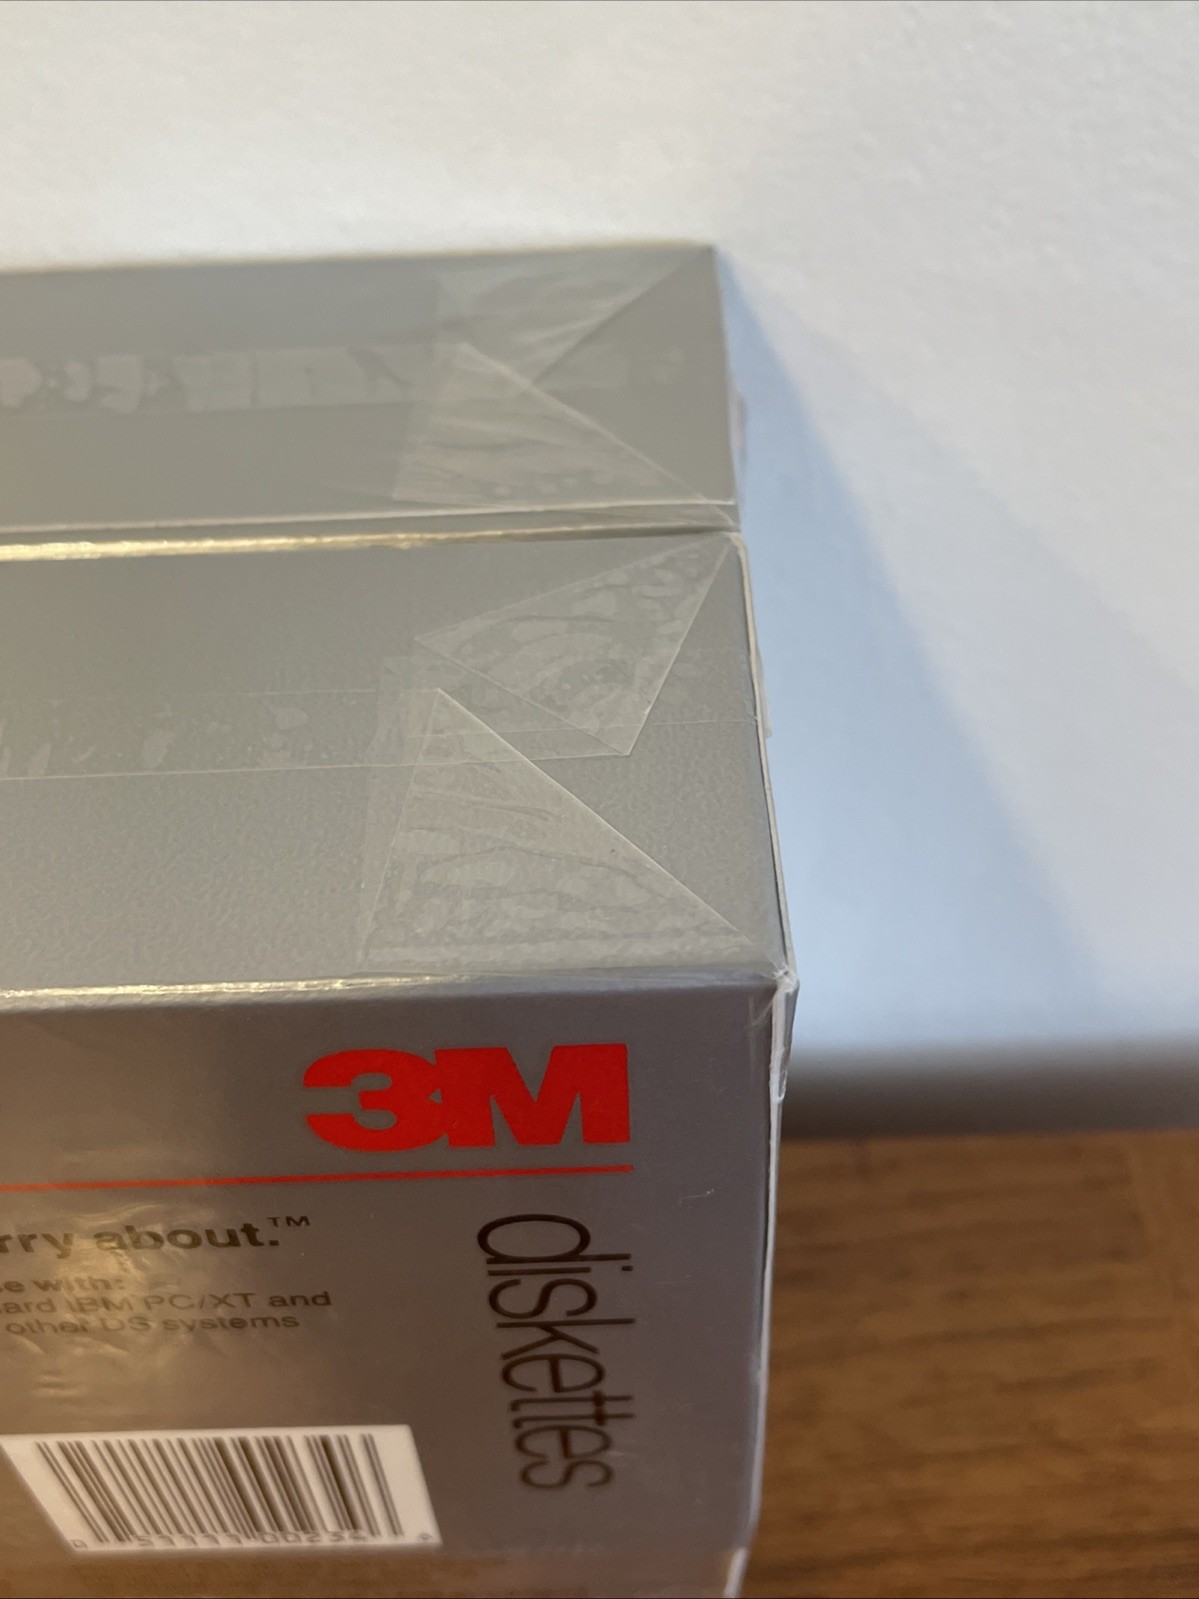 3M
rry about.™
diskettes
e with:
ard IBM PC/XT and
other DS systems